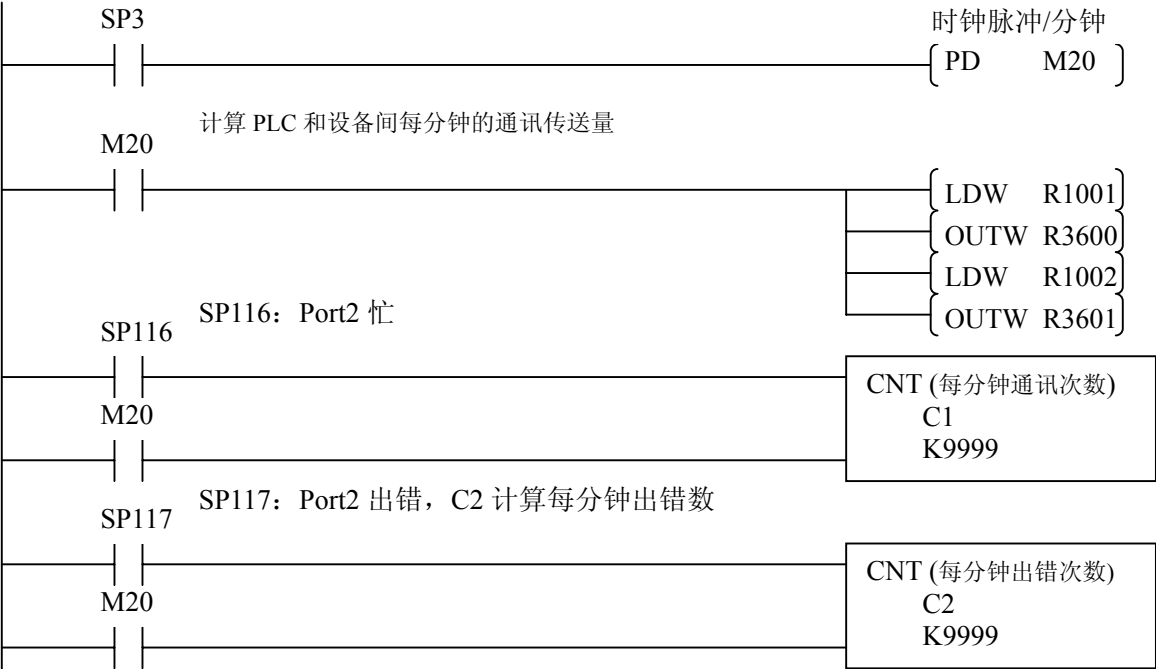 SP3
时钟脉冲/分钟
PD M20
计算 PLC 和设备间每分钟的通讯传送量
M20
LDW R1001
OUTW R3600
LDW R1002
OUTW R3601
SP116：Port2 忙
SP116
CNT (每分钟通讯次数)
C1
K9999
M20
SP117：Port2 出错，C2 计算每分钟出错数
SP117
CNT (每分钟出错次数)
C2
K9999
M20